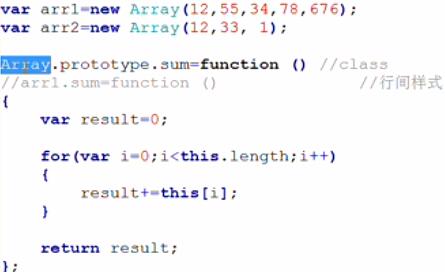 var arr1=new Array(12,55,34,78,676);
var arr2=new Array(12,33, 1);
Array.prototype.sum=function () //class
//arr1.sum=function () //行间样式
{
var result=0;
for(var i=0;i<this.length;i++)
{
result+=this[i];
}
return result;
};